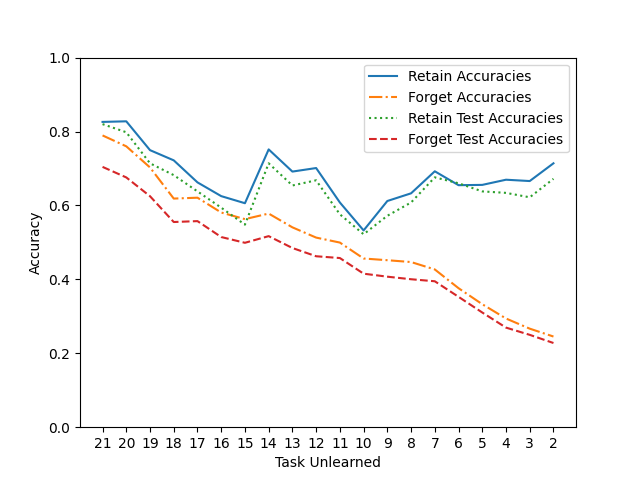 1.0
0.8
0.6
0.4
0.2
0.0
Accuracy
Retain Accuracies
Forget Accuracies
Retain Test Accuracies
Forget Test Accuracies
21 20 19 18 17 16 15 14 13 12 11 10 9 8 7 6 5 4 3 2
Task Unlearned